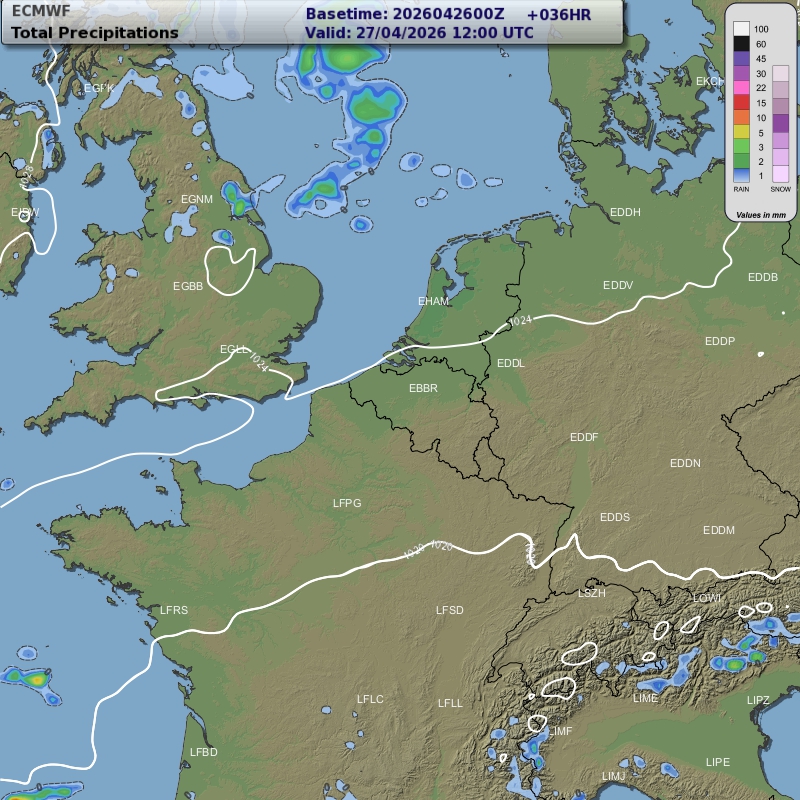 ECMWF
Basetime: 2026042600Z +036HR
Total Precipitations
Valid: 27/04/2026 12:00 UTC
100
60
45
30
22
15
10
5
3
2
1
RAIN SNOW
Values in mm
EGPK
EKCH
EGNM
EDDH
EGBB
EDDV
EDDB
EHAM
1024
EDDP
EGLL
1024
EDDL
EBBR
EDDF
EDDN
LFPG
EDDS
EDDM
1020 1020
LSZH
LOWI
LFRS
LFSD
LFLC
LFLL
LIME
LIPZ
LIMF
LFBD
LIPE
LIMJ